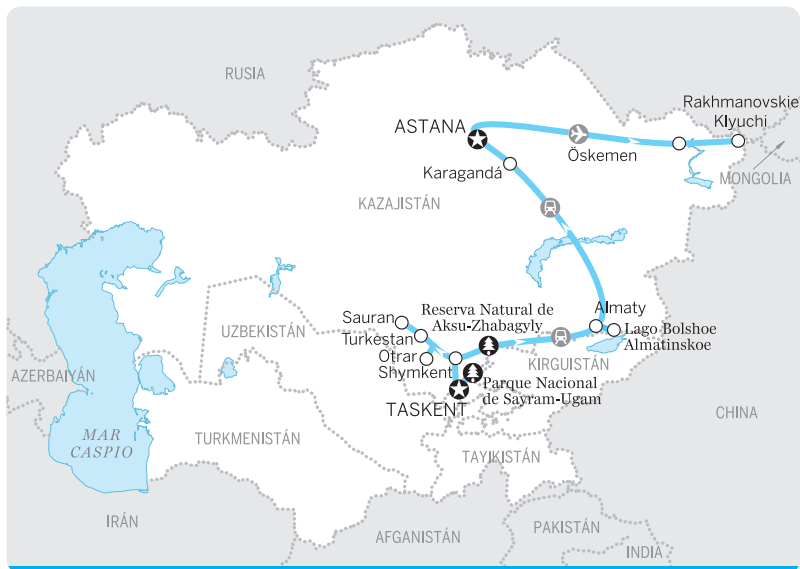 RUSIA
Rakhmanovskie
Klyuchi
ASTANA
Öskemen
Karagandá
MONGOLIA
KAZAJISTÁN
Almaty
Sauran
Reserva Natural de
Aksu-Zhabagyly
Lago Bolshoe
Almatinskoe
UZBEKISTÁN
Turkestan
Otrar
KIRGUISTÁN
Shymkent
AZERBAIYÁN
Parque Nacional
de Sayram-Ugam
TASKENT
CHINA
MAR
CASPIO
TURKMENISTÁN
TAYIKISTÁN
IRÁN
AFGANISTÁN
PAKISTÁN
INDIA